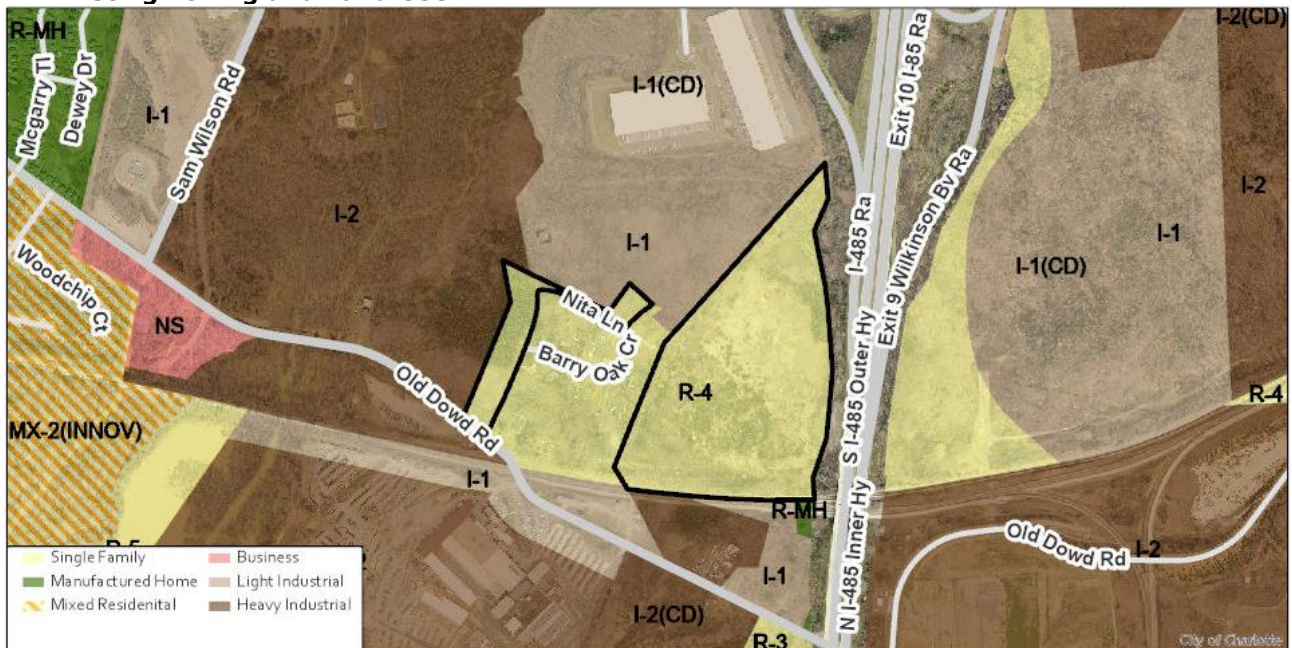 R-MH
Mcgarry Tl
Dewey Dr
I-1
Sam Wilson Rd
I-2
I-1(CD)
Exit 10 I-85 Ra
I-2(CD)
Woodchip Ct
NS
I-1
I-485 Ra
Exit 9 Wilkinson Bv Ra
I-1
I-2
I-1(CD)
Nita Ln
Barry Oak Cr
Old Dowd Rd
R-4
S I-485 Outer Hy
R-4
MX-2(INNOV)
I-1
R-MH
N I-485 Inner Hy
Old Dowd Rd
I-2
I-1
I-2(CD)
R-3
Single Family
Business
Manufactured Home
Light Industrial
Mixed Residenital
Heavy Industrial
City of Charlotte